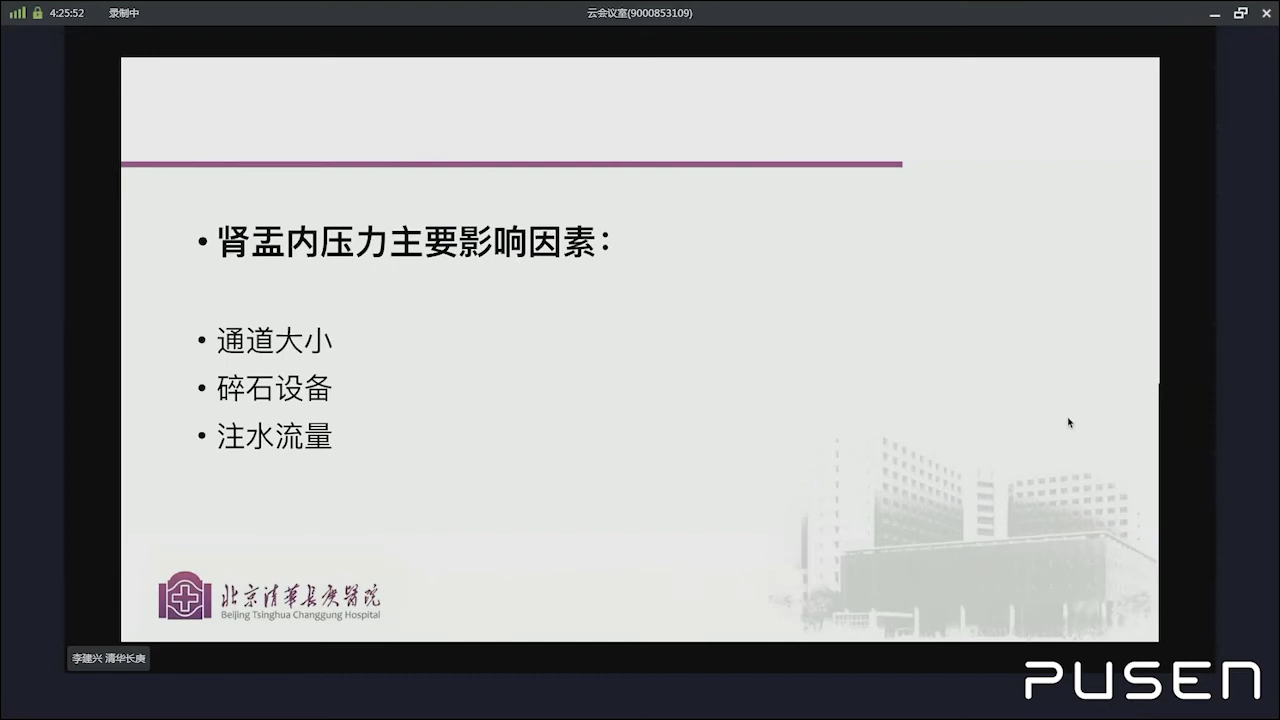 4:25:52 录制中 云会议室(9000853109)
• 肾盂内压力主要影响因素：
• 通道大小
• 碎石设备
• 注水流量
北京清华长庚醫院
Beijing Tsinghua Changgung Hospital
李建兴 清华长庚
PUSEN